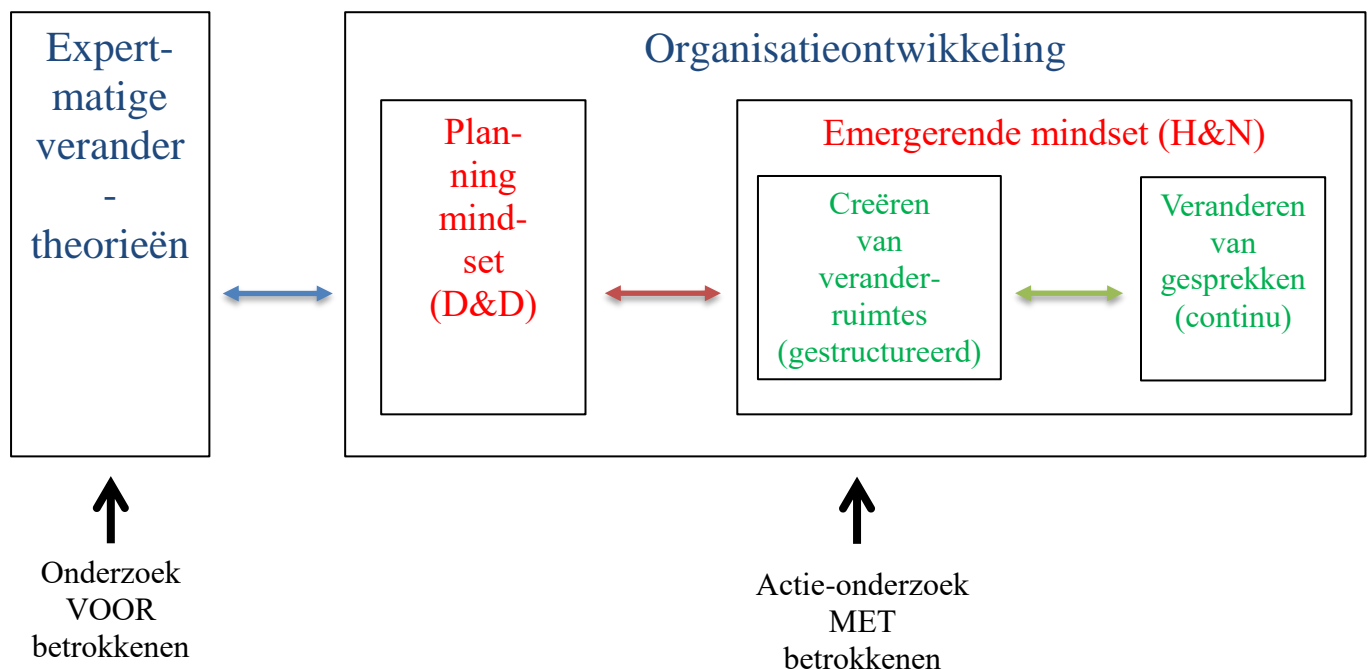 Expert-
matige
verander
-
theorieën
Organisatieontwikkeling
Plan-
ning
mind-
set
(D&D)
Emergerende mindset (H&N)
Creëren
van
verander-
ruimtes
(gestructureerd)
Veranderen
van
gesprekken
(continu)
Onderzoek
VOOR
betrokkenen
Actie-onderzoek
MET
betrokkenen